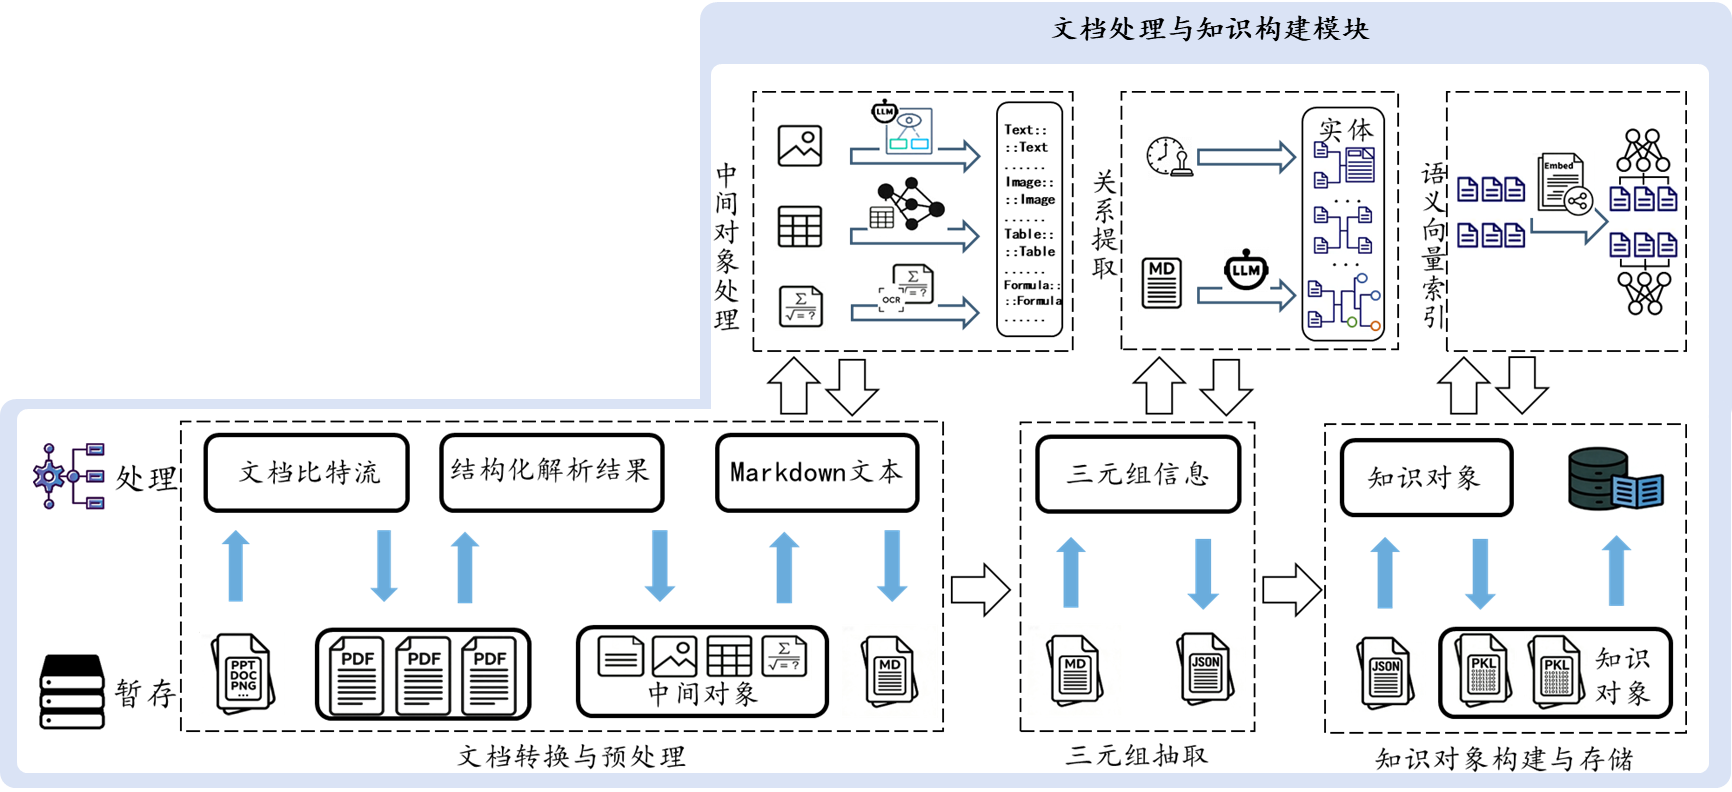 文档处理与知识构建模块
中间对象处理
LLM
Text::
::Text
......
Image::
::Image
......
Table::
::Table
......
Formula::
::Formula
......
Σ
√=?
OCR
Σ
√=?
关系提取
实体
...
...
MD
LLM
语义向量索引
Embed
处理
文档比特流
结构化解析结果
Markdown文本
三元组信息
知识对象
暂存
PPT
DOC
PNG
...
PDF
PDF
PDF
Σ
√=?
中间对象
MD
MD
JSON
JSON
PKL
0101100
PKL
0101100
知识
对象
文档转换与预处理
三元组抽取
知识对象构建与存储